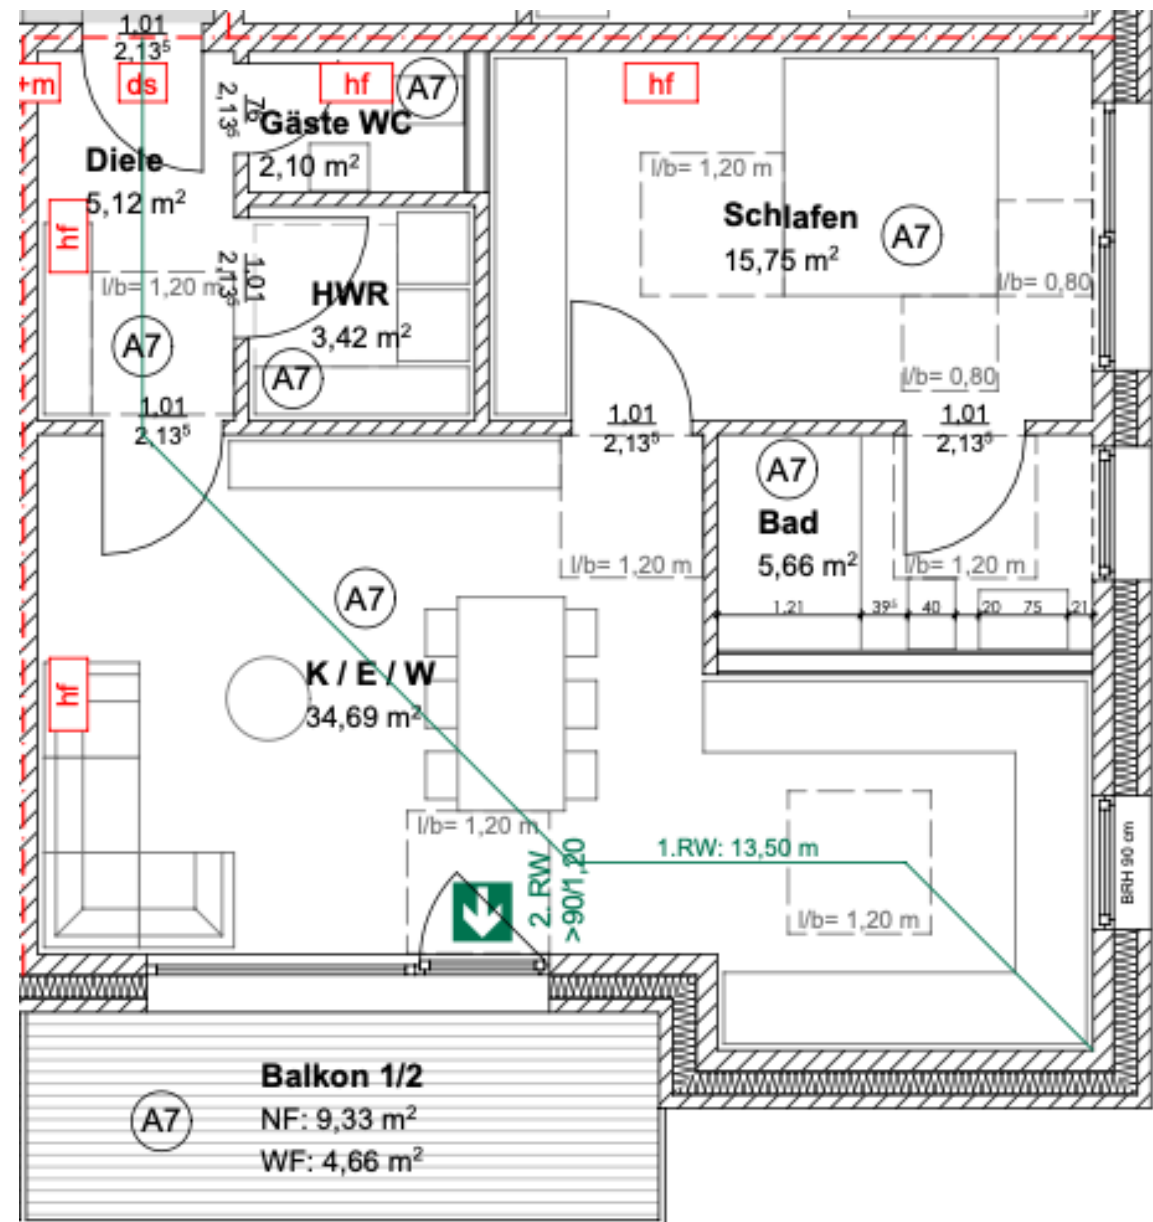 1,01
2,13⁵
+m
ds
hf
A7
hf
76
2,13⁵
Gäste WC
2,10 m²
Diele
5,12 m²
hf
l/b= 1,20 m
A7
1,01
2,13⁵
HWR
3,42 m²
A7
1,01
2,13⁵
l/b= 1,20 m
Schlafen
15,75 m²
A7
l/b= 0,80
l/b= 0,80
1,01
2,13⁵
1,01
2,13⁵
A7
Bad
5,66 m²
l/b= 1,20 m
l/b= 1,20 m
1,21
39⁵
40
20
75
21
A7
K / E / W
34,69 m²
hf
l/b= 1,20 m
2. RW
>90/1,20
1.RW: 13,50 m
l/b= 1,20 m
BRH 90 cm
Balkon 1/2
NF: 9,33 m²
WF: 4,66 m²
A7